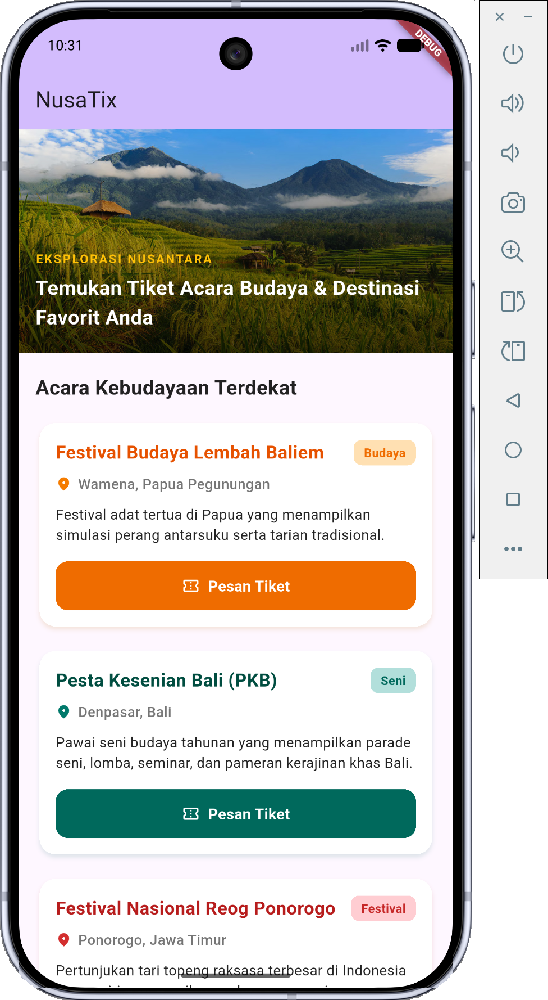 10:31
DEBUG
NusaTix
EKSPLORASI NUSANTARA
Temukan Tiket Acara Budaya & Destinasi
Favorit Anda
Acara Kebudayaan Terdekat
Festival Budaya Lembah Baliem
Budaya
Wamena, Papua Pegunungan
Festival adat tertua di Papua yang menampilkan
simulasi perang antarsuku serta tarian tradisional.
Pesan Tiket
Pesta Kesenian Bali (PKB)
Seni
Denpasar, Bali
Pawai seni budaya tahunan yang menampilkan parade
seni, lomba, seminar, dan pameran kerajinan khas Bali.
Pesan Tiket
Festival Nasional Reog Ponorogo
Festival
Ponorogo, Jawa Timur
Pertunjukan tari topeng raksasa terbesar di Indonesia